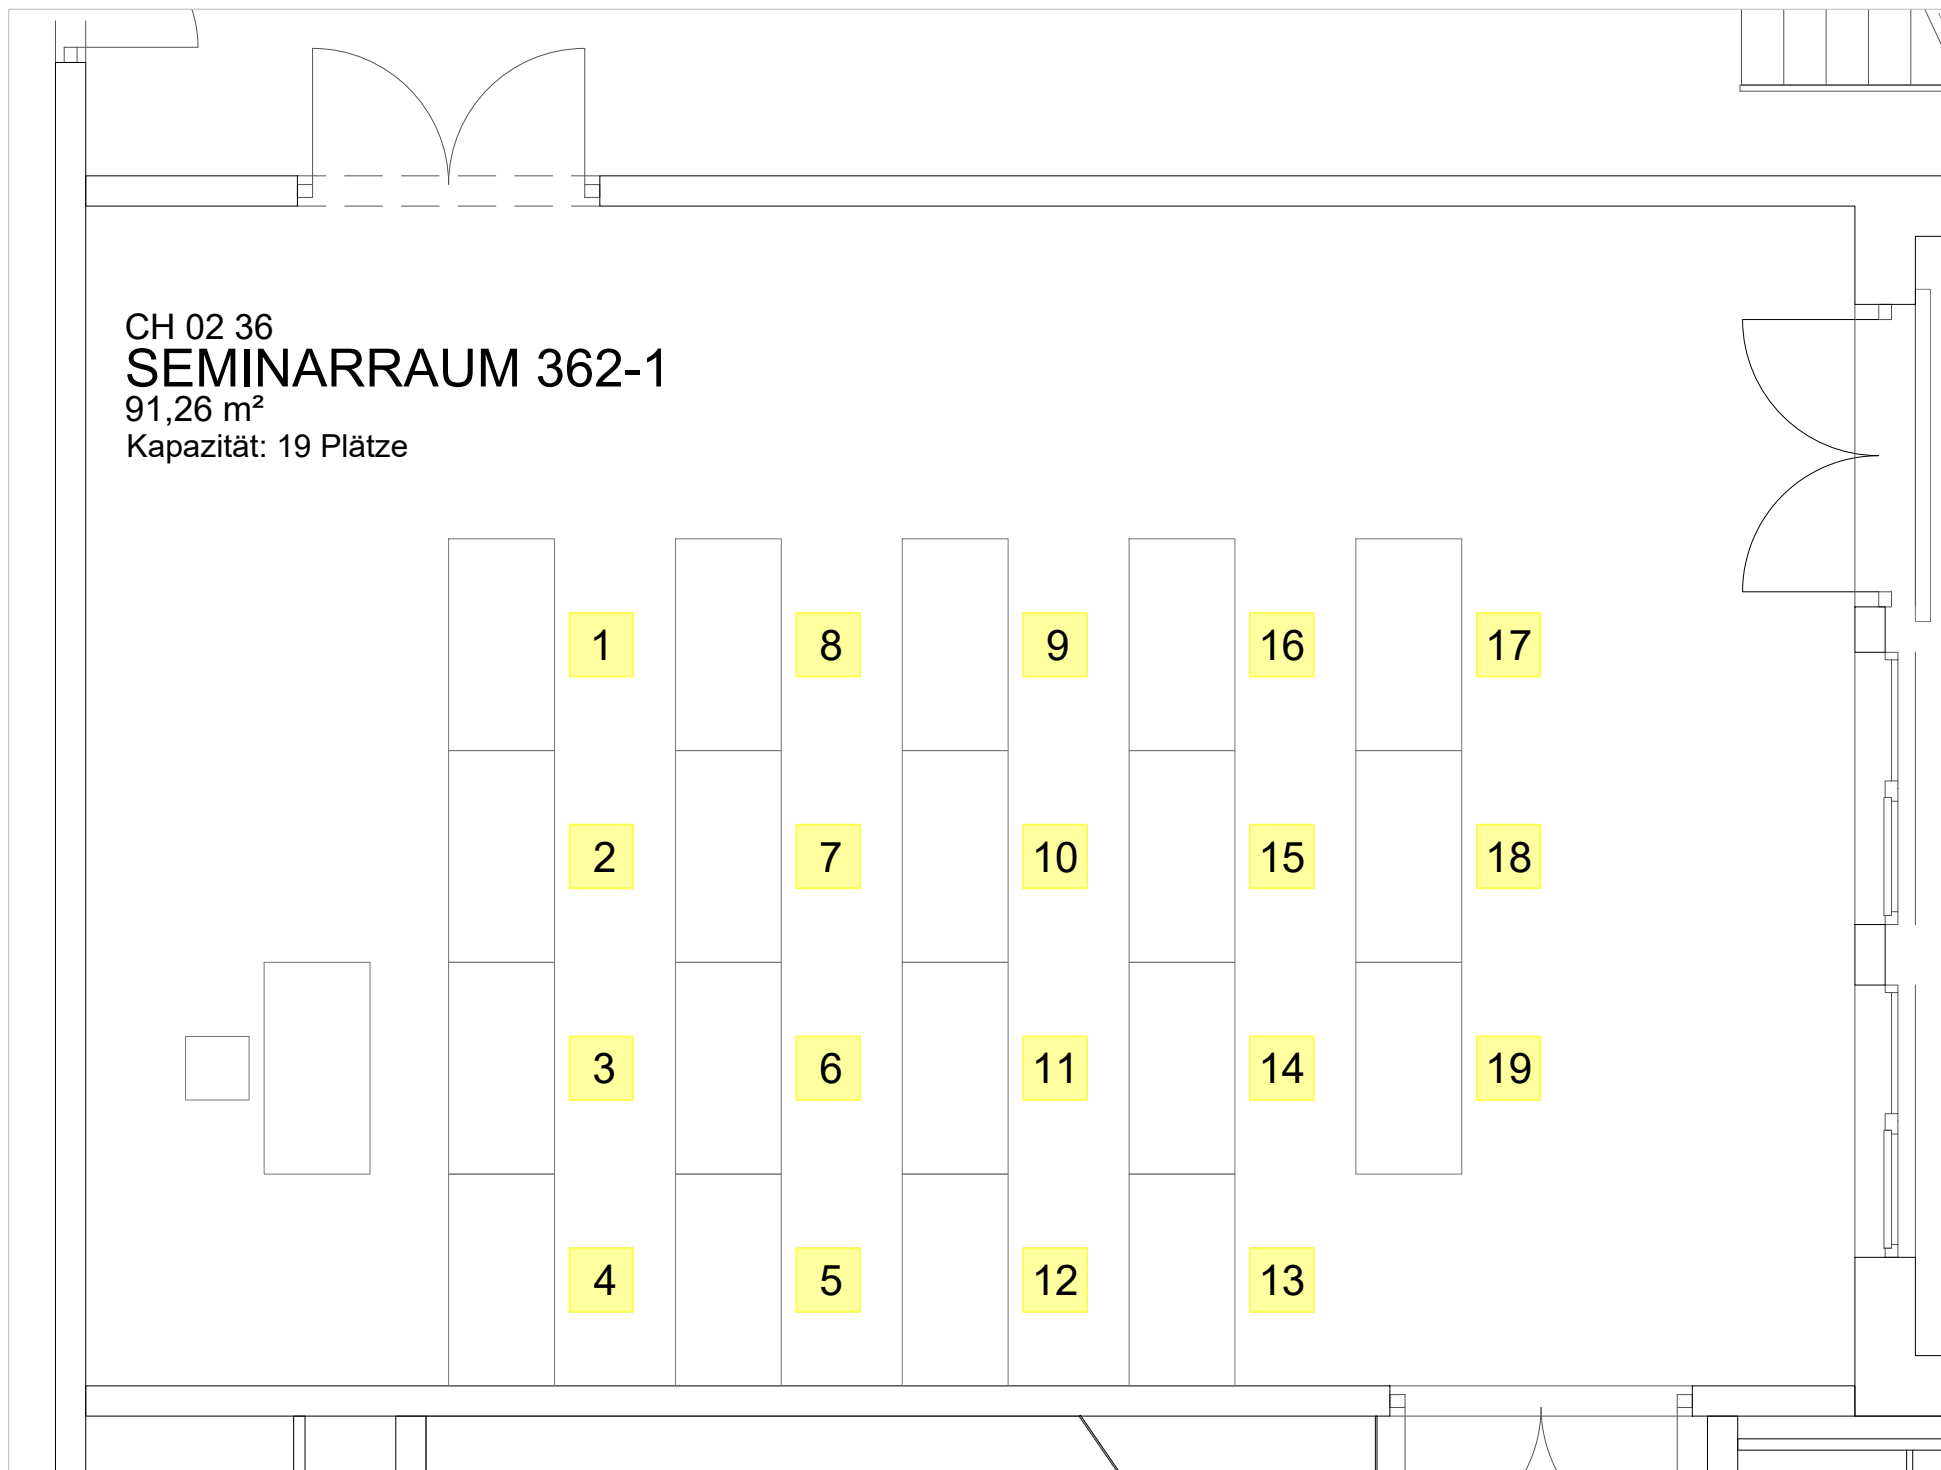 CH 02 36
SEMINARRAUM 362-1
91,26 m²
Kapazität: 19 Plätze
1 8 9 16 17
2 7 10 15 18
3 6 11 14 19
4 5 12 13